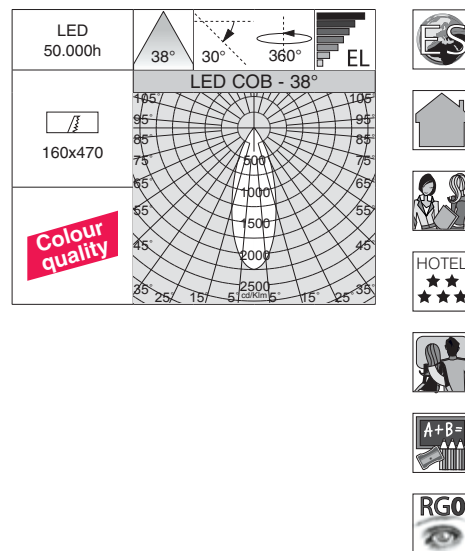 LED
50.000h
38°
30°
360°
EL
LED COB - 38°
160x470
Colour
quality
105° 105°
95° 95°
85° 85°
75° 75°
65° 65°
55° 55°
45° 45°
35° 35°
25° 15° 5° 5° 15° 25°
500
1000
1500
2000
2500
cd/Klm
ES
HOTEL
A+B=
RG0